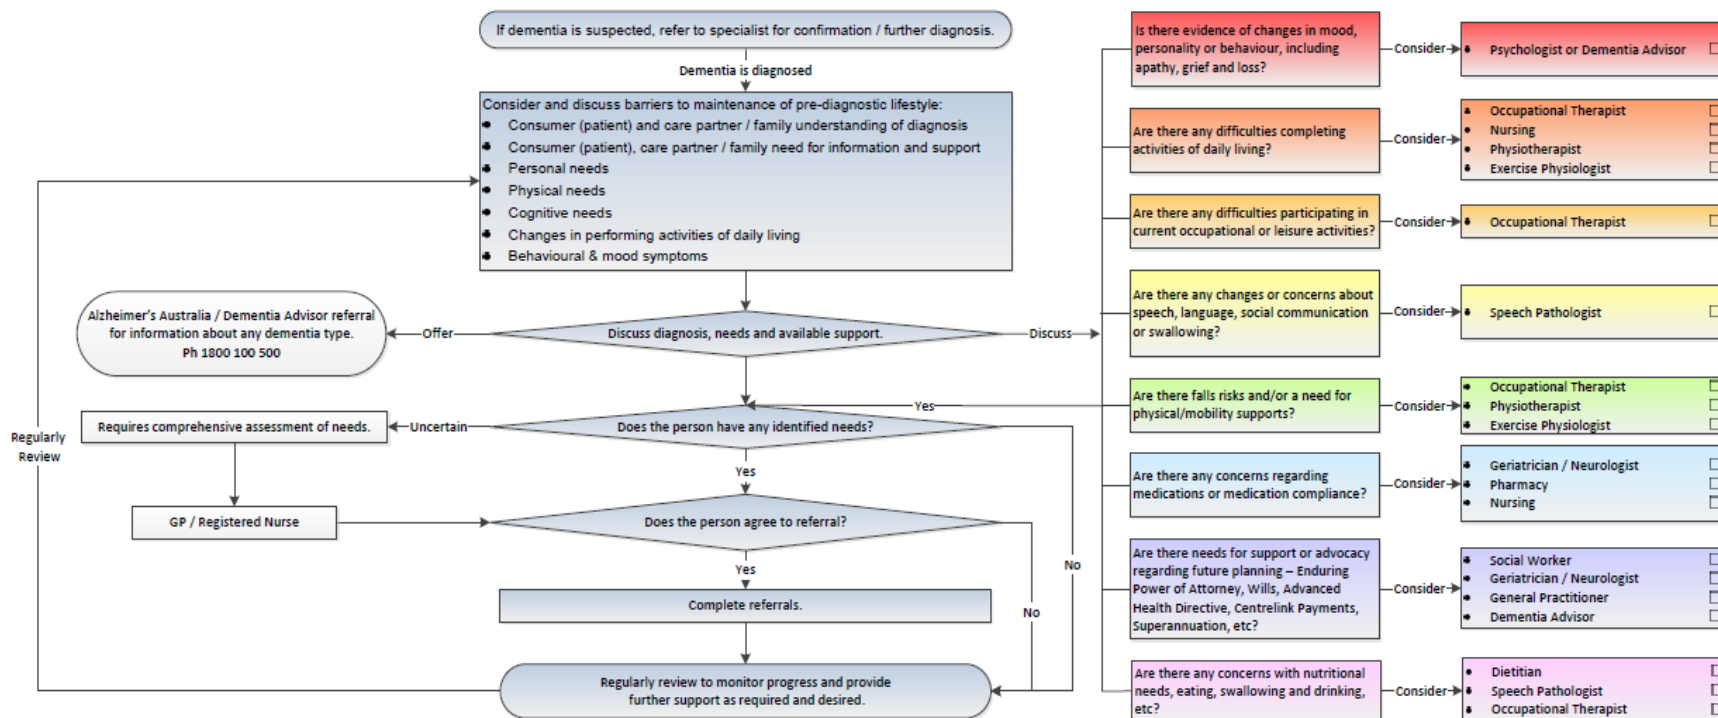 If dementia is suspected, refer to specialist for confirmation / further diagnosis.
Dementia is diagnosed
Consider and discuss barriers to maintenance of pre-diagnostic lifestyle:
Consumer (patient) and care partner / family understanding of diagnosis
Consumer (patient), care partner / family need for information and support
Personal needs
Physical needs
Cognitive needs
Changes in performing activities of daily living
Behavioural & mood symptoms
Alzheimer's Australia / Dementia Advisor referral
for information about any dementia type.
Ph 1800 100 500
Offer
Discuss diagnosis, needs and available support.
Discuss
Yes
Requires comprehensive assessment of needs.
Uncertain
Does the person have any identified needs?
Regularly
Review
Yes
GP / Registered Nurse
Does the person agree to referral?
Yes
No
Complete referrals.
No
Regularly review to monitor progress and provide
further support as required and desired.
Is there evidence of changes in mood,
personality or behaviour, including
apathy, grief and loss?
Consider
Psychologist or Dementia Advisor
Are there any difficulties completing
activities of daily living?
Consider
Occupational Therapist
Nursing
Physiotherapist
Exercise Physiologist
Are there any difficulties participating in
current occupational or leisure activities?
Consider
Occupational Therapist
Are there any changes or concerns about
speech, language, social communication
or swallowing?
Consider
Speech Pathologist
Are there falls risks and/or a need for
physical/mobility supports?
Consider
Occupational Therapist
Physiotherapist
Exercise Physiologist
Are there any concerns regarding
medications or medication compliance?
Consider
Geriatrician / Neurologist
Pharmacy
Nursing
Are there needs for support or advocacy
regarding future planning – Enduring
Power of Attorney, Wills, Advanced
Health Directive, Centrelink Payments,
Superannuation, etc?
Consider
Social Worker
Geriatrician / Neurologist
General Practitioner
Dementia Advisor
Are there any concerns with nutritional
needs, eating, swallowing and drinking,
etc?
Consider
Dietitian
Speech Pathologist
Occupational Therapist